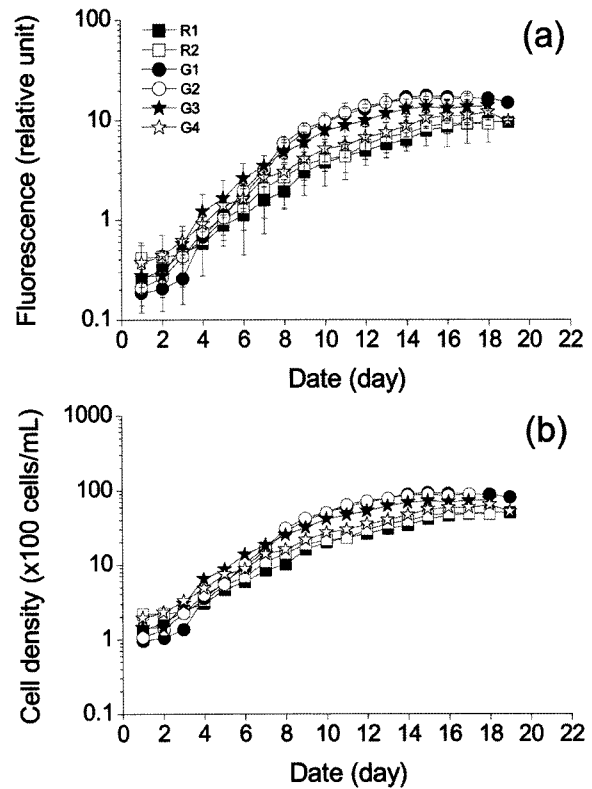 (a)
Fluorescence (relative unit)
100
10
1
0.1
R1
R2
G1
G2
G3
G4
0 2 4 6 8 10 12 14 16 18 20 22
Date (day)
(b)
Cell density (x100 cells/mL)
1000
100
10
1
0.1
0 2 4 6 8 10 12 14 16 18 20 22
Date (day)